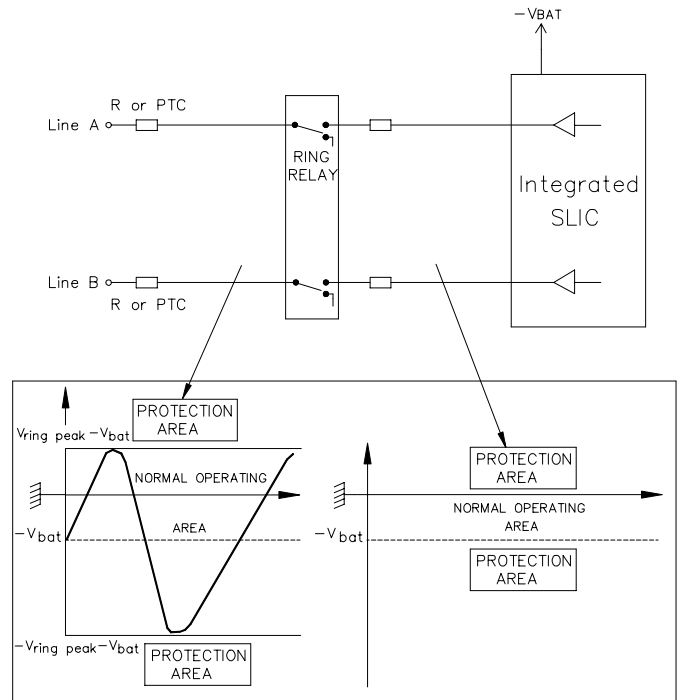 -VBAT
R or PTC
Line A
RING
RELAY
Integrated
SLIC
Line B
R or PTC
PROTECTION
AREA
Vring peak-Vbat
NORMAL OPERATING
AREA
-Vbat
-Vring peak-Vbat
PROTECTION
AREA
PROTECTION
AREA
NORMAL OPERATING
AREA
-Vbat
PROTECTION
AREA